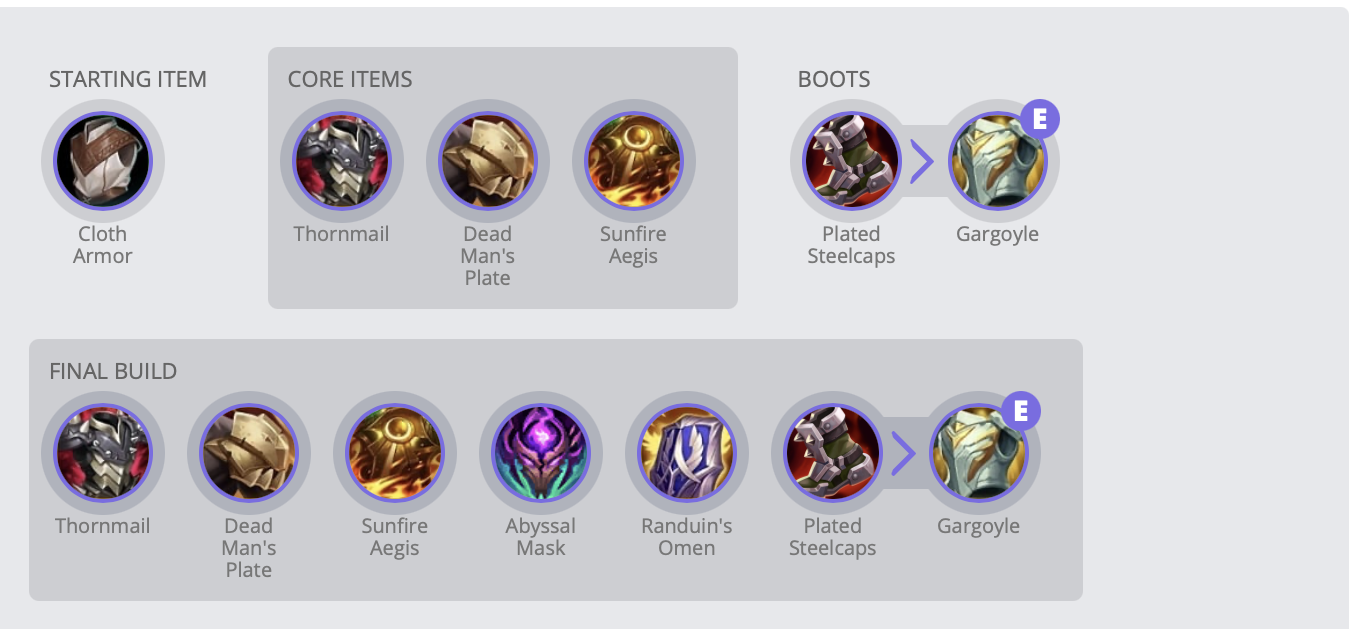 STARTING ITEM
CORE ITEMS
BOOTS
E
Cloth
Armor
Thornmail
Dead
Man's
Plate
Sunfire
Aegis
Plated
Steelcaps
Gargoyle
FINAL BUILD
E
Thornmail
Dead
Man's
Plate
Sunfire
Aegis
Abyssal
Mask
Randuin's
Omen
Plated
Steelcaps
Gargoyle